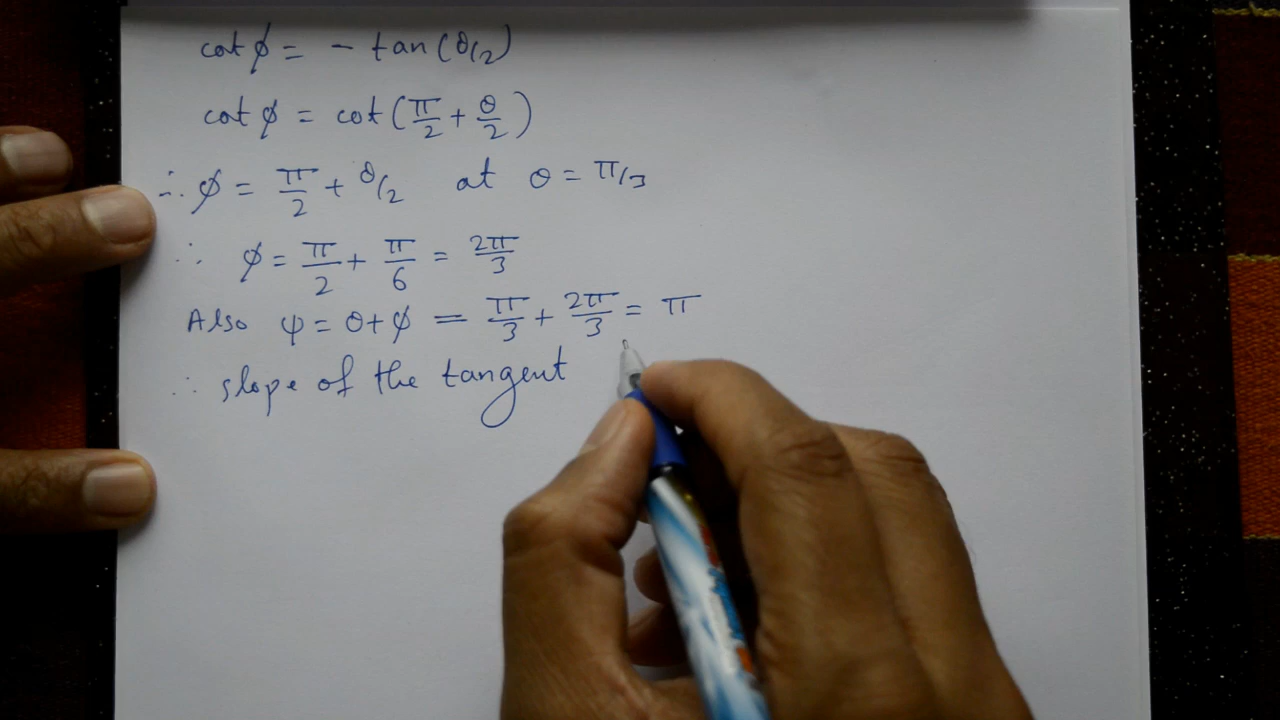 cot φ = - tan(θ/2)
cot φ = cot(π/2 + θ/2)
∴ φ = π/2 + θ/2 at θ = π/3
∴ φ = π/2 + π/6 = 2π/3
Also ψ = θ+φ = π/3 + 2π/3 = π
∴ slope of the tangent